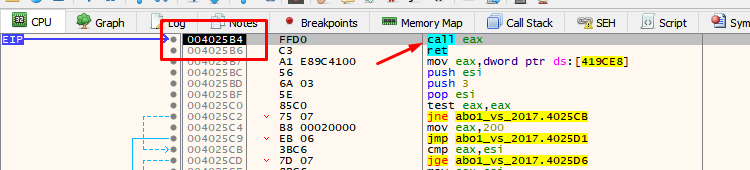 CPU Graph Log Notes Breakpoints Memory Map Call Stack SEH Script
EIP 004025B4 FFD0 call eax
004025B6 C3 ret
004025B7 A1 E89C4100 mov eax,dword ptr ds:[419CE8]
004025BC 56 push esi
004025BD 6A 03 push 3
004025BF 5E pop esi
004025C0 85C0 test eax,eax
004025C2 75 07 jne abo1_vs_2017.4025CB
004025C4 B8 00020000 mov eax,200
004025C9 EB 06 jmp abo1_vs_2017.4025D1
004025CB 3BC6 cmp eax,esi
004025CD 7D 07 jge abo1_vs_2017.4025D6